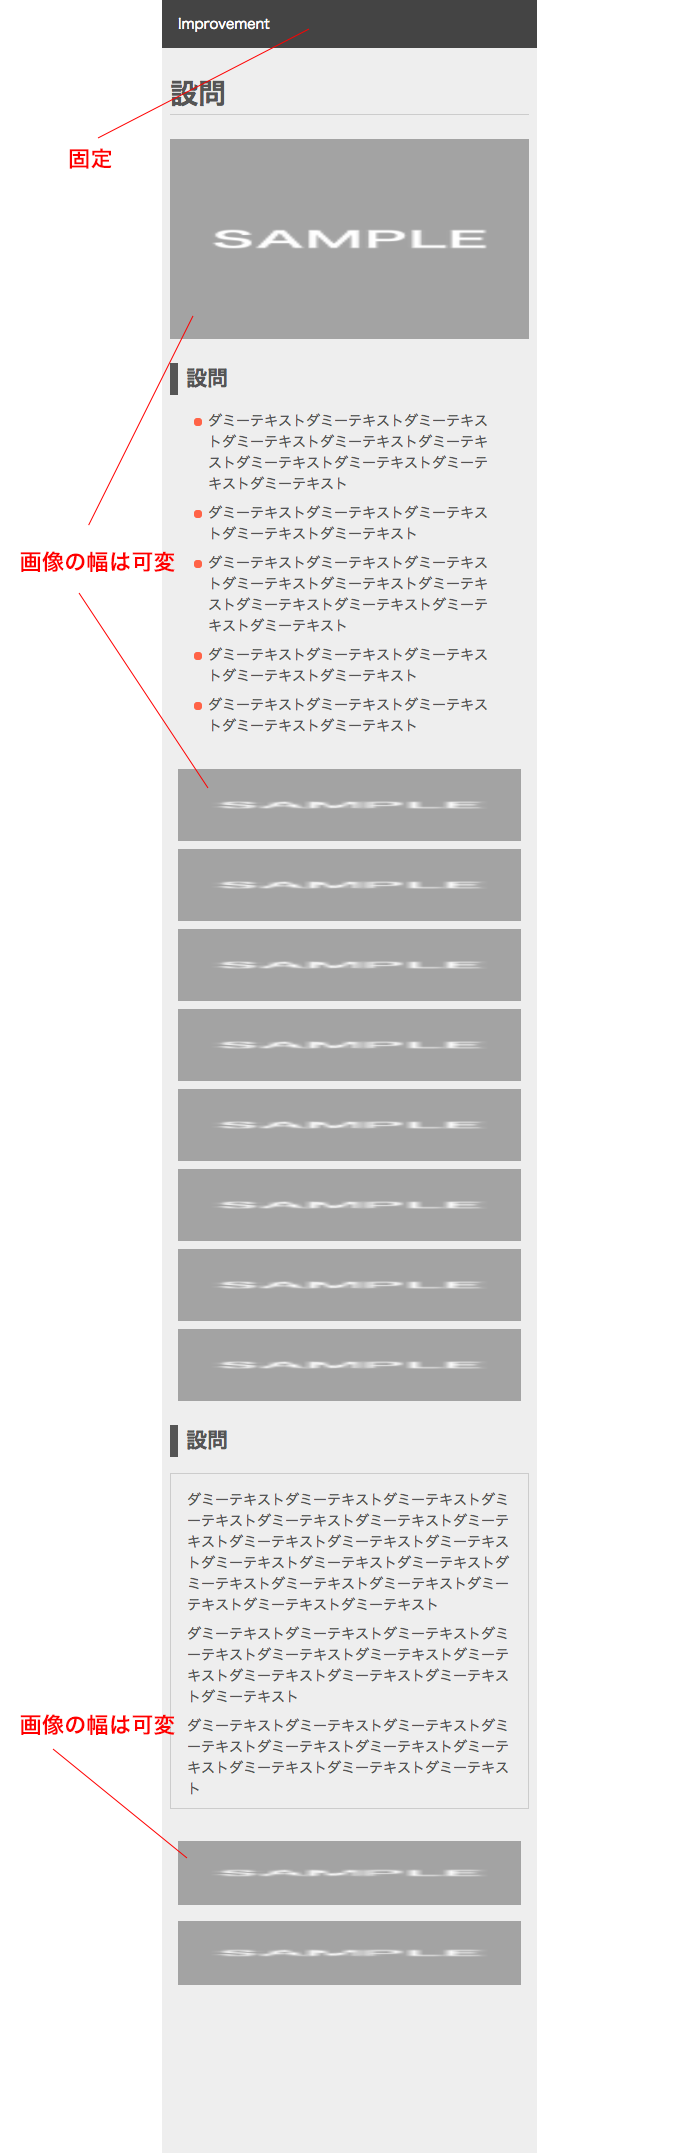 Improvement
設問
固定
SAMPLE
設問
ダミーテキストダミーテキストダミーテキス
トダミーテキストダミーテキストダミーテキ
ストダミーテキストダミーテキストダミーテ
キストダミーテキスト
ダミーテキストダミーテキストダミーテキス
トダミーテキストダミーテキスト
画像の幅は可変
ダミーテキストダミーテキストダミーテキス
トダミーテキストダミーテキストダミーテキ
ストダミーテキストダミーテキストダミーテ
キストダミーテキスト
ダミーテキストダミーテキストダミーテキス
トダミーテキストダミーテキスト
ダミーテキストダミーテキストダミーテキス
トダミーテキストダミーテキスト
SAMPLE
SAMPLE
SAMPLE
SAMPLE
SAMPLE
SAMPLE
SAMPLE
SAMPLE
設問
ダミーテキストダミーテキストダミーテキストダミ
ーテキストダミーテキストダミーテキストダミーテ
キストダミーテキストダミーテキストダミーテキス
トダミーテキストダミーテキストダミーテキストダ
ミーテキストダミーテキストダミーテキストダミー
テキストダミーテキストダミーテキスト
ダミーテキストダミーテキストダミーテキストダミ
ーテキストダミーテキストダミーテキストダミーテ
キストダミーテキストダミーテキストダミーテキス
トダミーテキスト
画像の幅は可変
ダミーテキストダミーテキストダミーテキストダミ
ーテキストダミーテキストダミーテキストダミーテ
キストダミーテキストダミーテキストダミーテキス
ト
SAMPLE
SAMPLE